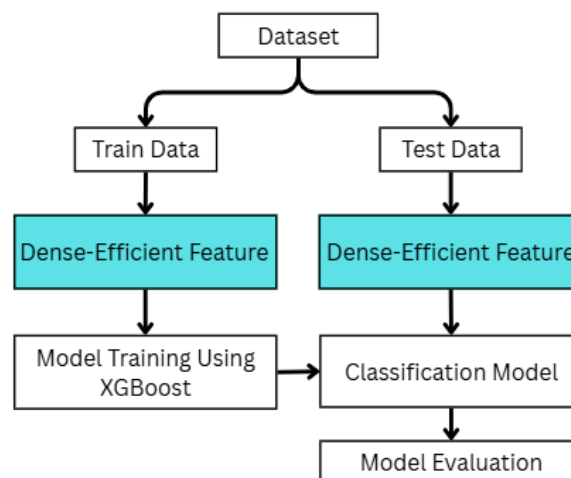 Dataset
Train Data
Test Data
Dense-Efficient Feature
Dense-Efficient Feature
Model Training Using
XGBoost
Classification Model
Model Evaluation